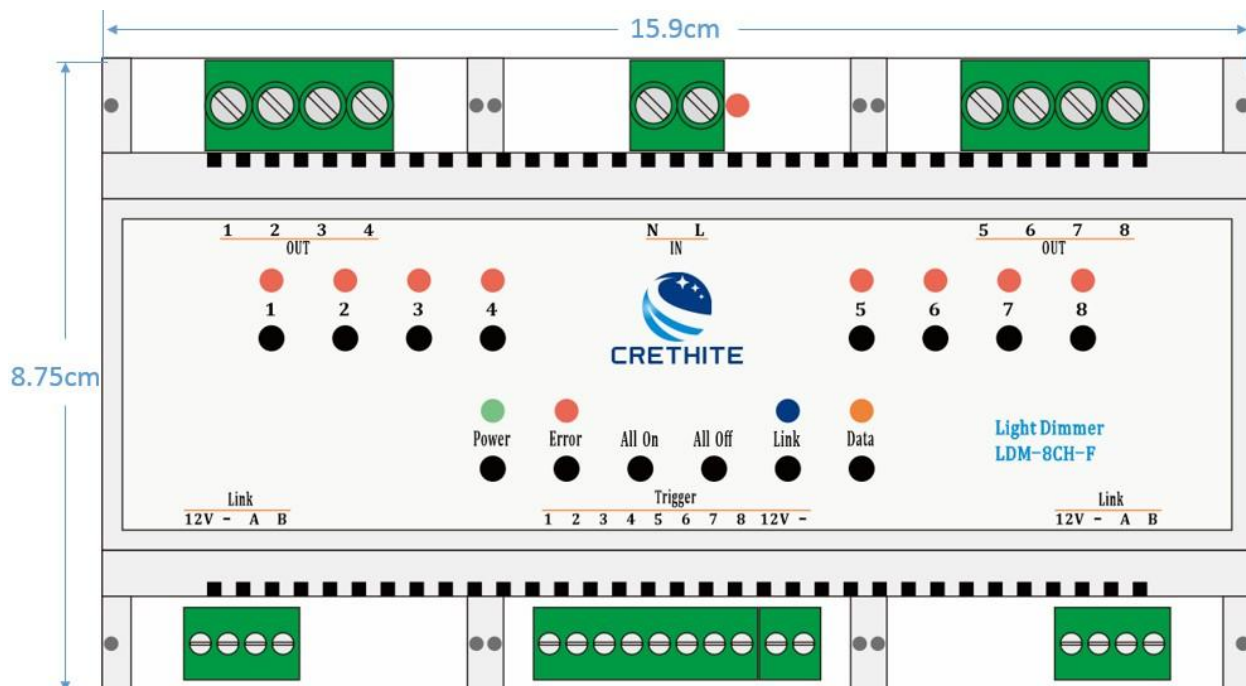 15.9cm
8.75cm
1 2 3 4
OUT
N L
IN
5 6 7 8
OUT
1 2 3 4
5 6 7 8
CRETHITE
Power Error All On All Off Link Data
Light Dimmer
LDM-8CH-F
Link
12V - A B
Trigger
1 2 3 4 5 6 7 8 12V -
Link
12V - A B